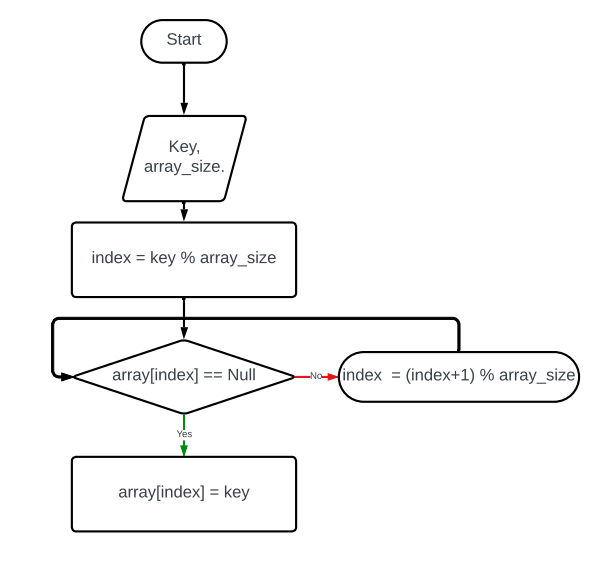 Start
Key,
array_size.
index = key % array_size
array[index] == Null
No
index  = (index+1) % array_size
Yes
array[index] = key